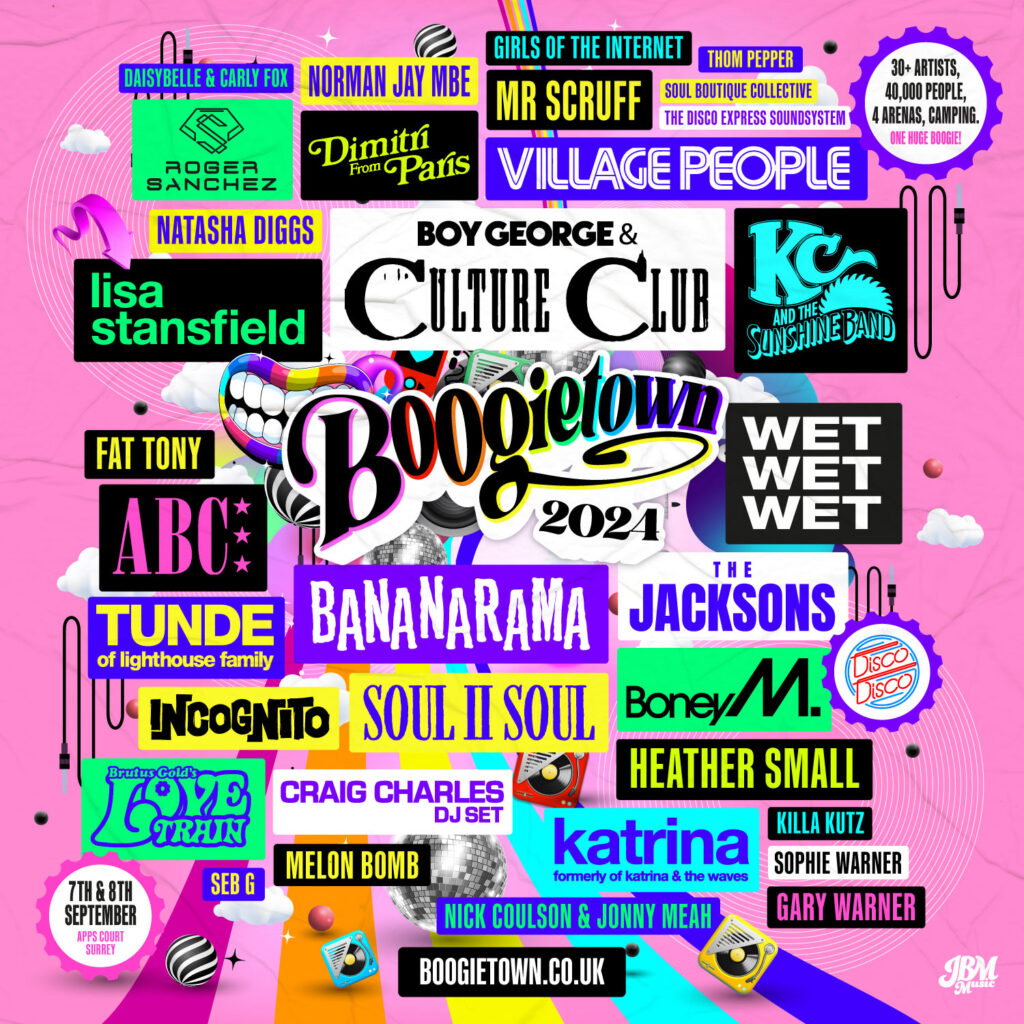 GIRLS OF THE INTERNET
THOM PEPPER
DAISYBELLE & CARLY FOX
NORMAN JAY MBE
MR SCRUFF
SOUL BOUTIQUE COLLECTIVE
THE DISCO EXPRESS SOUNDSYSTEM
30+ ARTISTS,
40,000 PEOPLE,
4 ARENAS, CAMPING.
ONE HUGE BOOGIE!
ROGER
SANCHEZ
Dimitri
From Paris
VILLAGE PEOPLE
NATASHA DIGGS
BOY GEORGE &
CULTURE CLUB
KC
AND THE
SUNSHINE BAND
lisa
stansfield
Boogietown
2024
WET
WET
WET
FAT TONY
ABC
BANANARAMA
THE
JACKSONS
TUNDE
of lighthouse family
Disco
Disco
INCOGNITO
SOUL II SOUL
Boney M.
HEATHER SMALL
Brutus Gold's
LOVE
TRAIN
CRAIG CHARLES
DJ SET
katrina
formerly of katrina & the waves
KILLA KUTZ
SOPHIE WARNER
GARY WARNER
SEB G
MELON BOMB
7TH & 8TH
SEPTEMBER
APPS COURT
SURREY
NICK COULSON & JONNY MEAH
BOOGIETOWN.CO.UK
JBM
Music